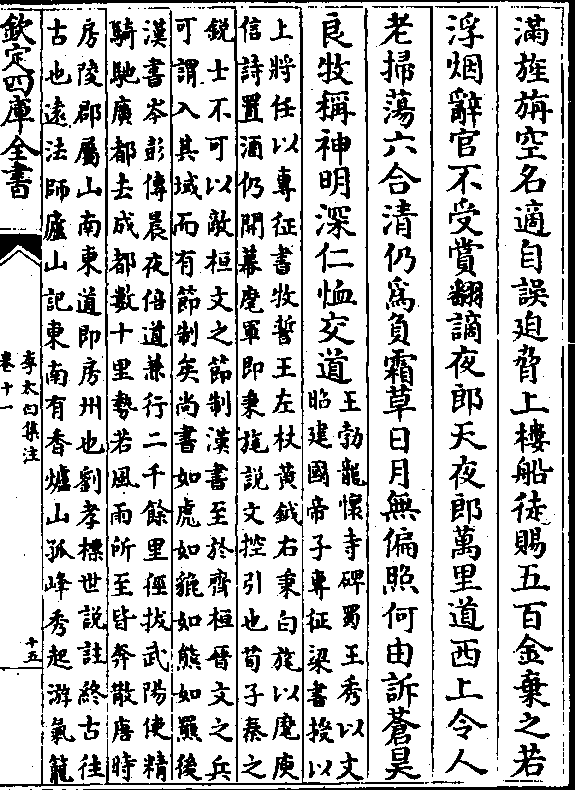 滿旌旃空名適自誤迫脅上樓船徒賜五百金棄之若
浮烟辭官不受賞翻謫夜郎天夜郎萬里道西上令人
老掃蕩六合清仍爲負霜草日月無偏照何由訴蒼昊
良牧稱神明深仁恤交道
王勃龍懷寺碑蜀王秀以文
昭建國帝子專征梁書授以
上將任以專征書牧誓王左杖黃鉞右秉白旄以麾庾
信詩置酒仍開幕麾軍即秉旄說文控引也荀子秦之
銳士不可以敵桓文之節制漢書至於齊桓晉文之兵
可謂入其域而有節制矣尚書如虎如貔如熊如羆後
漢書岑彭傳晨夜倍道兼行二千餘里徑拔武陽使精
騎馳廣都去成都數十里勢若風雨所至皆奔散唐時
房陵郡屬山南東道即房州也劉孝標世說註終古往
古也遠法師廬山記東南有香爐山孤峰秀起游氣籠
欽定四庫全書
李太白集注
卷十一
十五